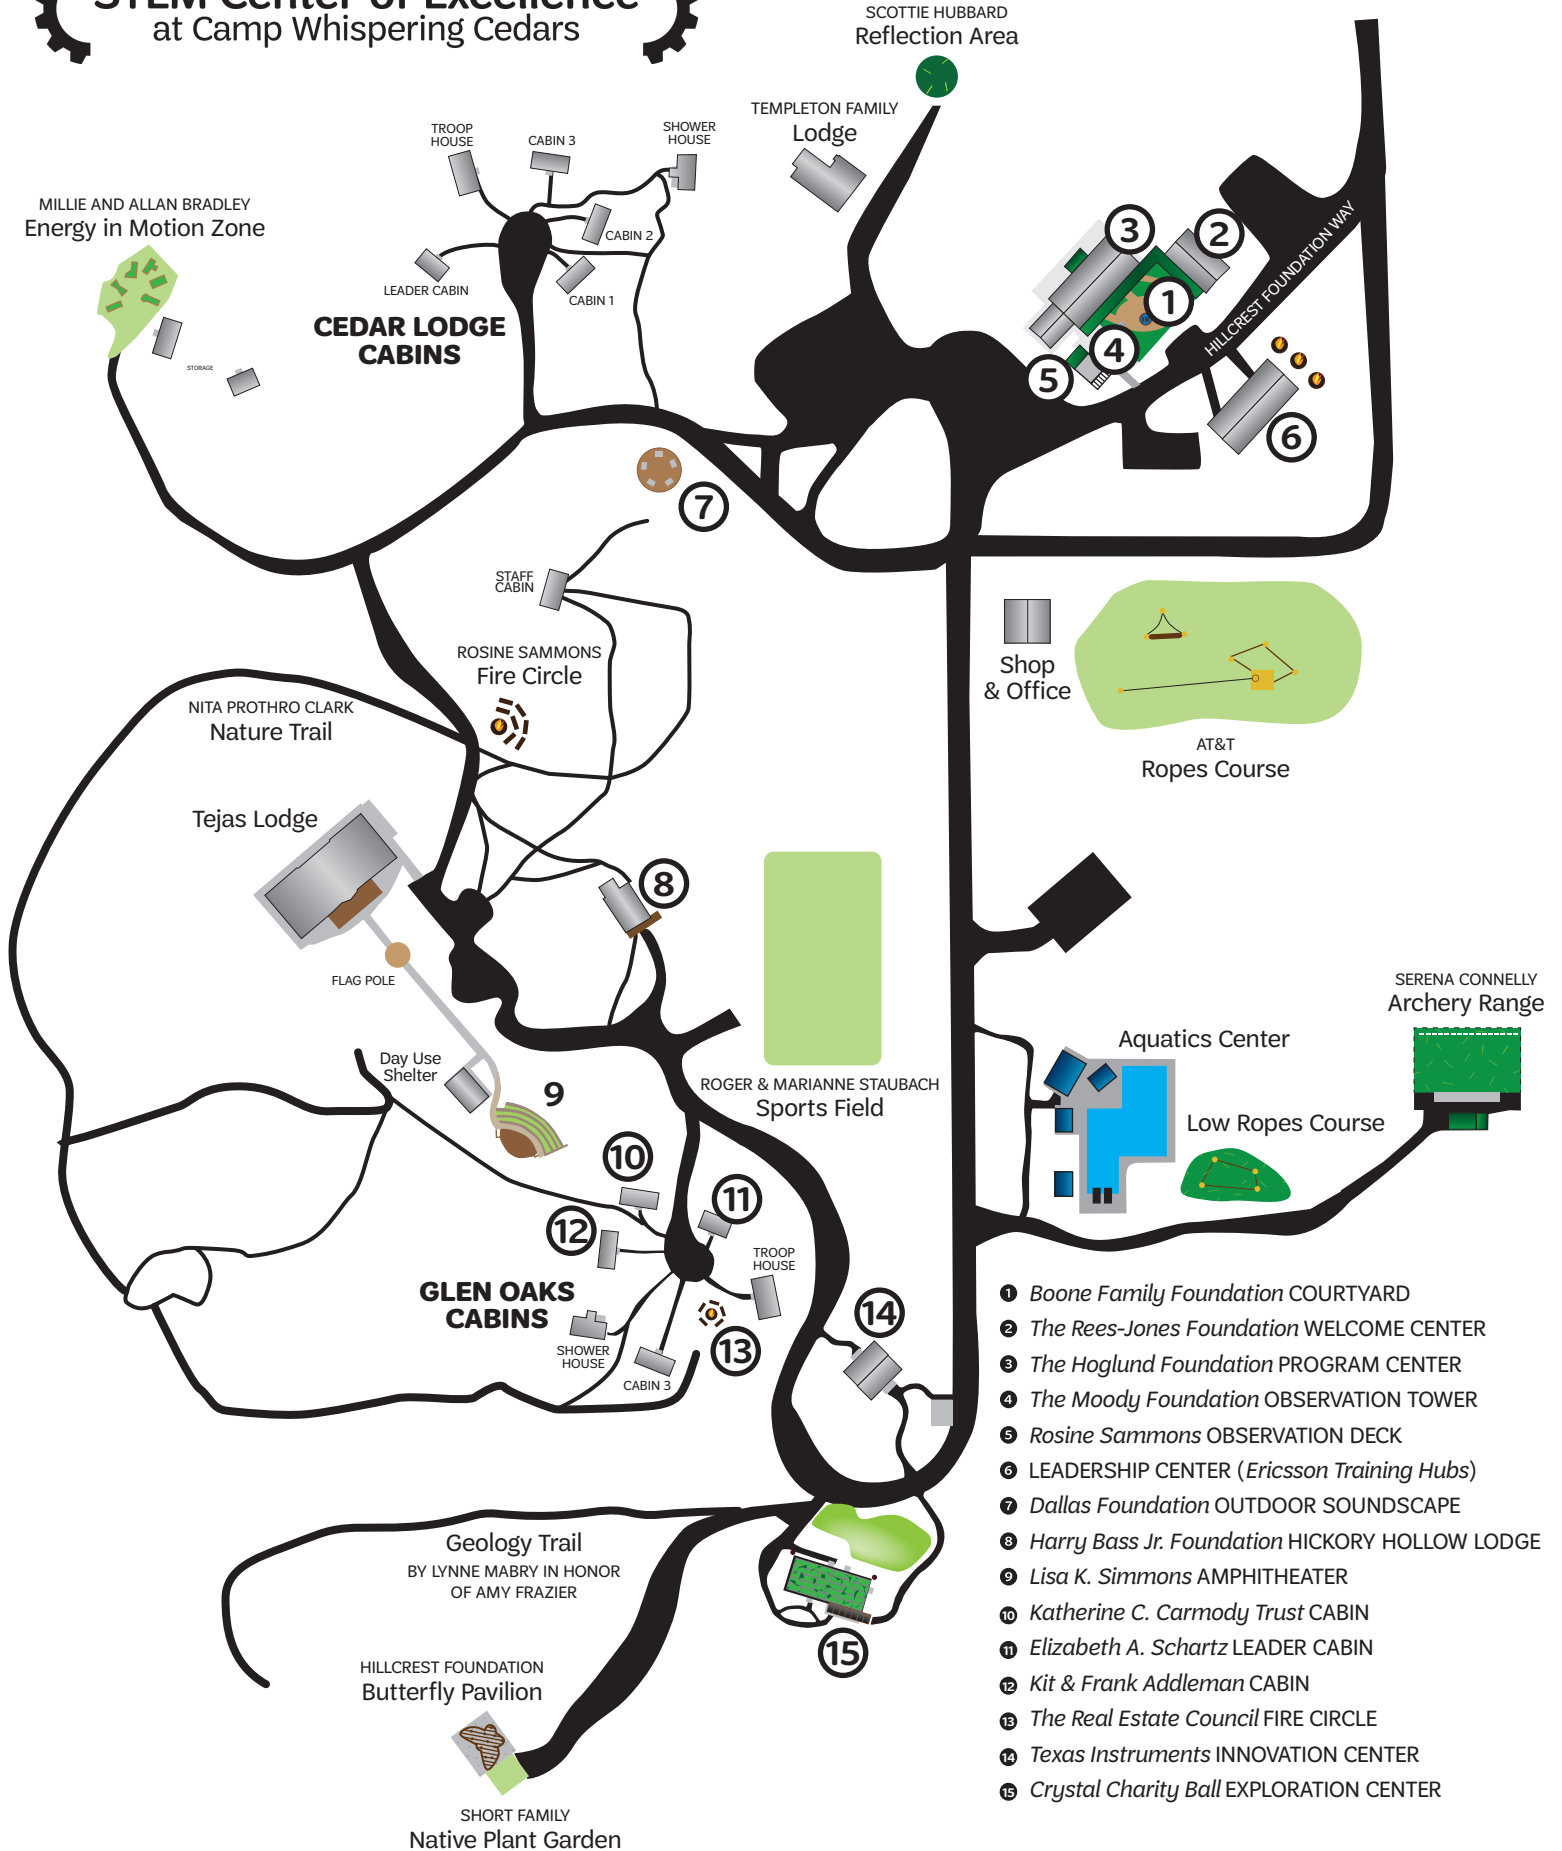 STEM Center of Excellence
at Camp Whispering Cedars
SCOTTIE HUBBARD
Reflection Area
TEMPLETON FAMILY
Lodge
TROOP
HOUSE
CABIN 3
SHOWER
HOUSE
CABIN 2
LEADER CABIN
CABIN 1
CEDAR LODGE
CABINS
MILLIE AND ALLAN BRADLEY
Energy in Motion Zone
STORAGE
3
2
1
4
5
6
HILLCREST FOUNDATION WAY
7
STAFF
CABIN
ROSINE SAMMONS
Fire Circle
Shop
& Office
AT&T
Ropes Course
NITA PROTHRO CLARK
Nature Trail
Tejas Lodge
8
FLAG POLE
Day Use
Shelter
9
ROGER & MARIANNE STAUBACH
Sports Field
SERENA CONNELLY
Archery Range
Aquatics Center
Low Ropes Course
10
11
12
TROOP
HOUSE
GLEN OAKS
CABINS
SHOWER
HOUSE
CABIN 3
13
14
Geology Trail
BY LYNNE MABRY IN HONOR
OF AMY FRAZIER
15
HILLCREST FOUNDATION
Butterfly Pavilion
SHORT FAMILY
Native Plant Garden
1 Boone Family Foundation COURTYARD
2 The Rees-Jones Foundation WELCOME CENTER
3 The Hoglund Foundation PROGRAM CENTER
4 The Moody Foundation OBSERVATION TOWER
5 Rosine Sammons OBSERVATION DECK
6 LEADERSHIP CENTER (Ericsson Training Hubs)
7 Dallas Foundation OUTDOOR SOUNDSCAPE
8 Harry Bass Jr. Foundation HICKORY HOLLOW LODGE
9 Lisa K. Simmons AMPHITHEATER
10 Katherine C. Carmody Trust CABIN
11 Elizabeth A. Schartz LEADER CABIN
12 Kit & Frank Addleman CABIN
13 The Real Estate Council FIRE CIRCLE
14 Texas Instruments INNOVATION CENTER
15 Crystal Charity Ball EXPLORATION CENTER